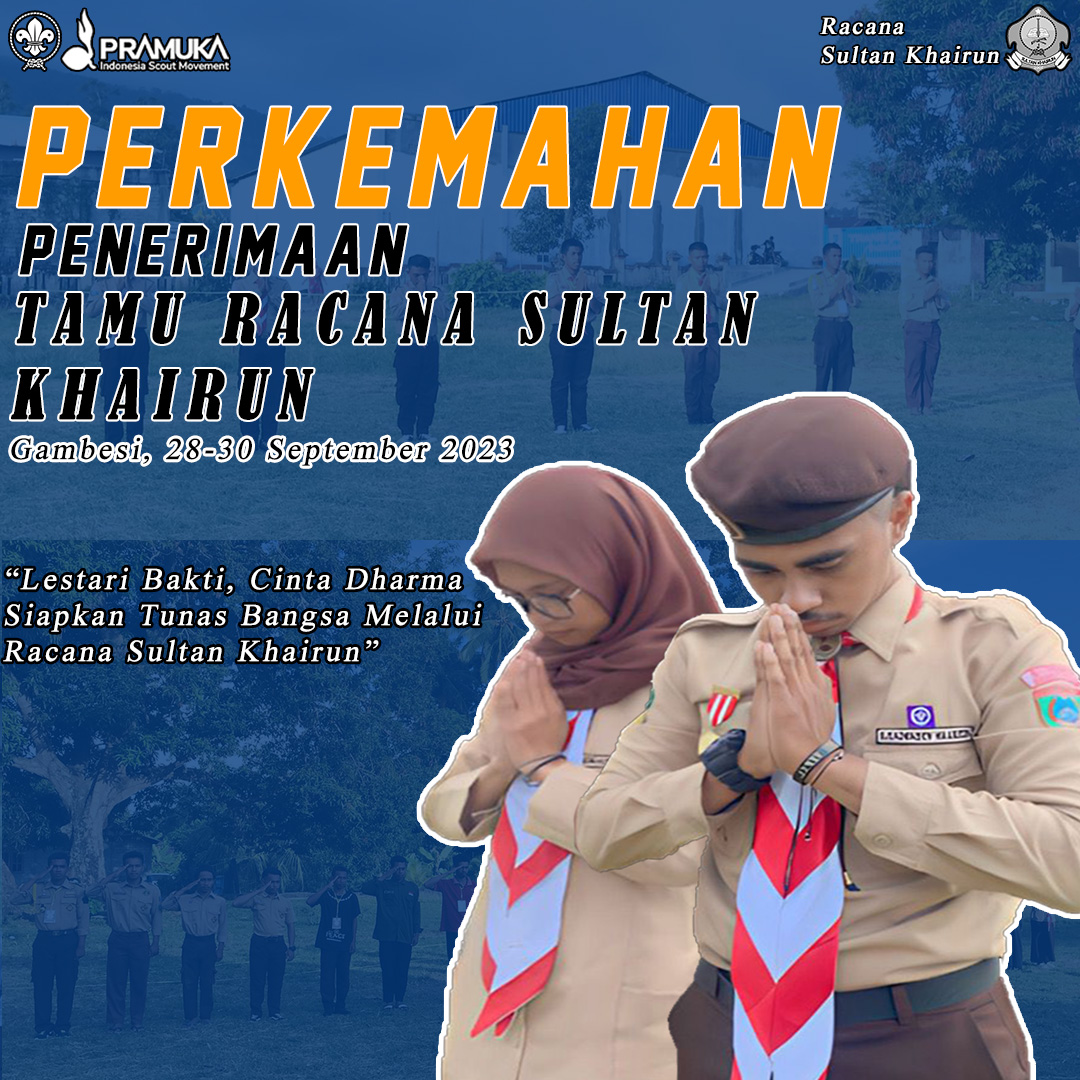 PRAMUKA
Indonesia Scout Movement
Racana
Sultan Khairun
PERKEMAHAN
PENERIMAAN
TAMU RACANA SULTAN
KHAIRUN
Gambesi, 28-30 September 2023
“Lestari Bakti, Cinta Dharma
Siapkan Tunas Bangsa Melalui
Racana Sultan Khairun”